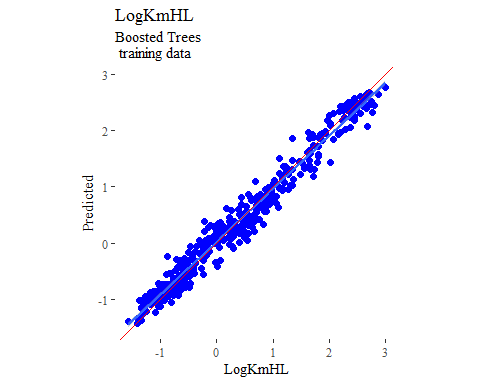 LogKmHL
Boosted Trees
training data
3
2
1
0
-1
Predicted
-1 0 1 2 3
LogKmHL